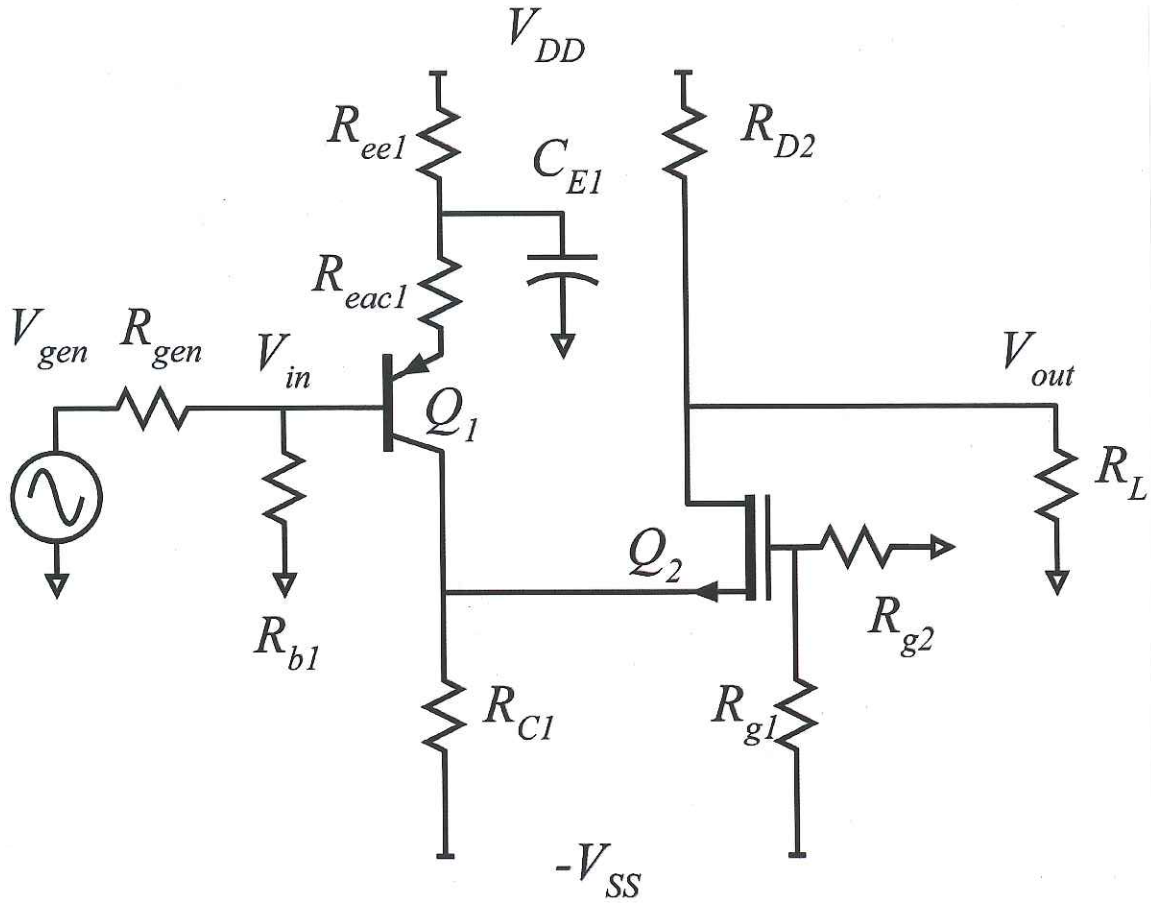 V_DD
R_ee1
R_D2
C_E1
R_eac1
V_gen
R_gen
V_in
V_out
Q_1
R_L
Q_2
R_b1
R_g2
R_C1
R_g1
-V_SS